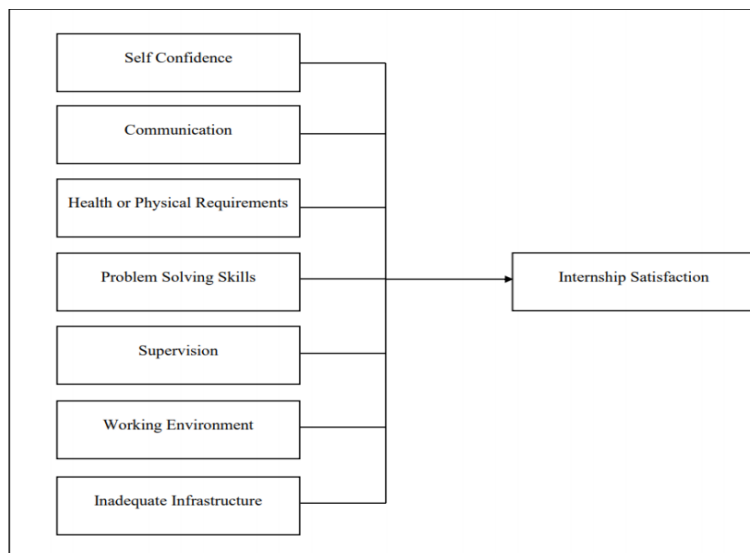 Self Confidence
Communication
Health or Physical Requirements
Problem Solving Skills
Internship Satisfaction
Supervision
Working Environment
Inadequate Infrastructure